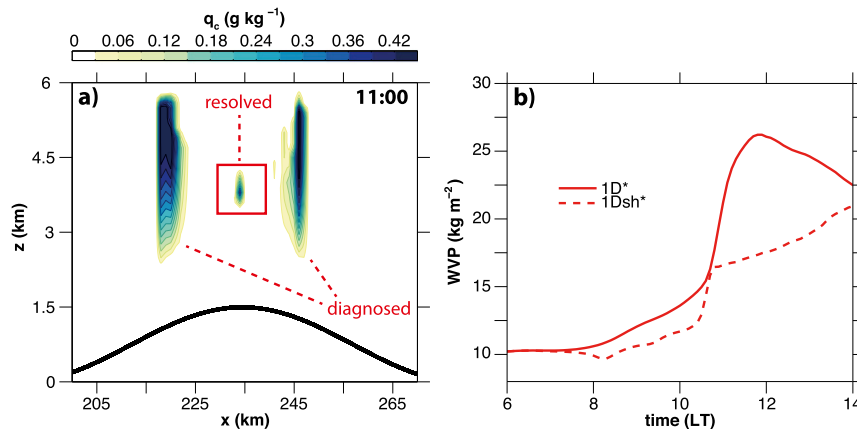 q_c (g kg⁻¹)
0 0.06 0.12 0.18 0.24 0.3 0.36 0.42
a)
11:00
resolved
diagnosed
6
4.5
3
1.5
0
z (km)
205 225 245 265
x (km)
b)
1D*
1Dsh*
30
25
20
15
10
WVP (kg m⁻²)
6 8 10 12 14
time (LT)